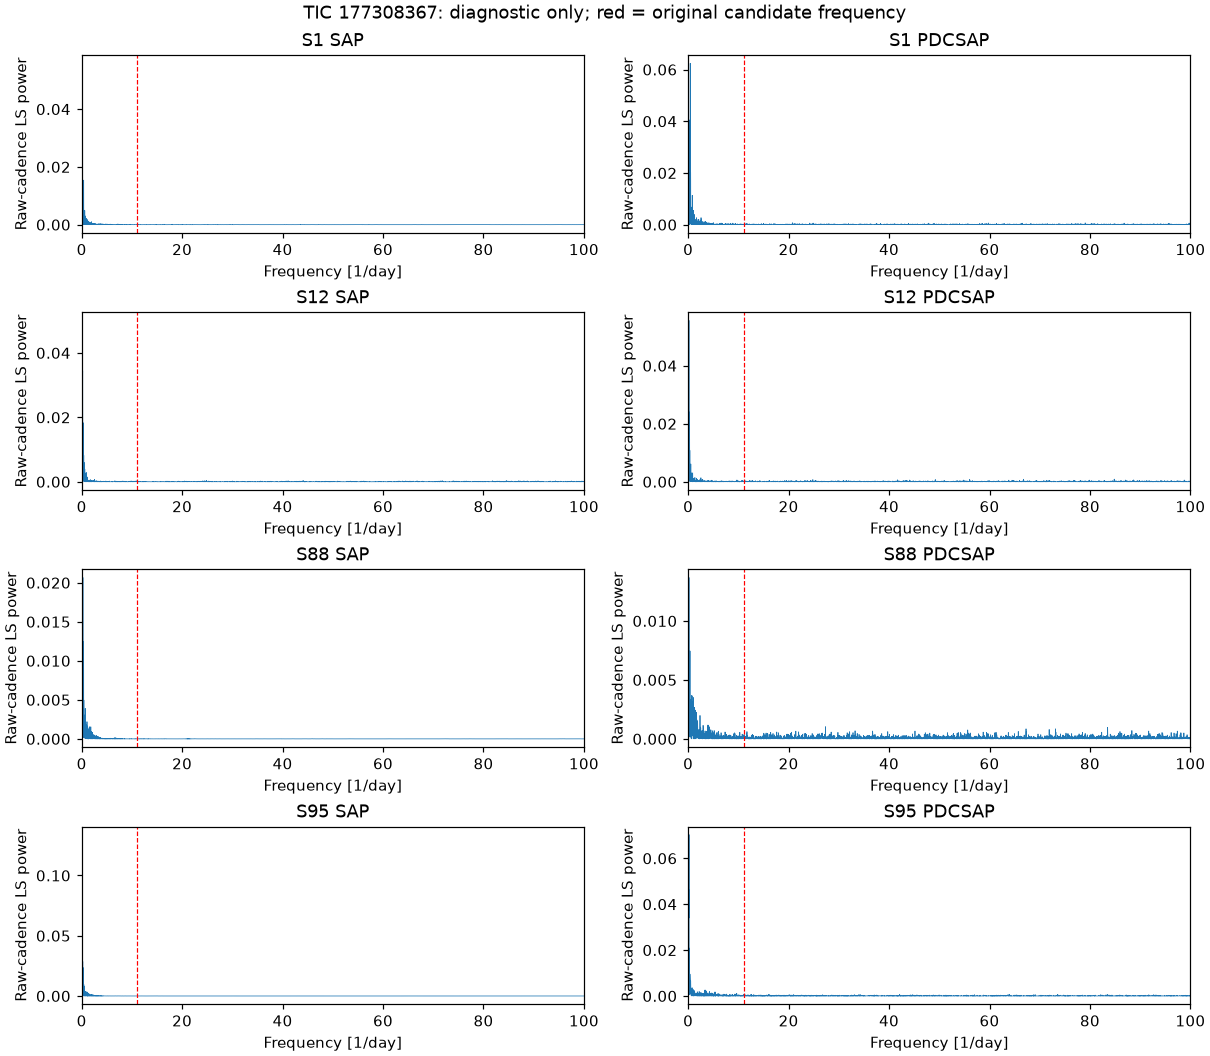 TIC 177308367: diagnostic only; red = original candidate frequency
S1 SAP
Raw-cadence LS power
0.04
0.02
0.00
0 20 40 60 80 100
Frequency [1/day]
S1 PDCSAP
Raw-cadence LS power
0.06
0.04
0.02
0.00
0 20 40 60 80 100
Frequency [1/day]
S12 SAP
Raw-cadence LS power
0.04
0.02
0.00
0 20 40 60 80 100
Frequency [1/day]
S12 PDCSAP
Raw-cadence LS power
0.04
0.02
0.00
0 20 40 60 80 100
Frequency [1/day]
S88 SAP
Raw-cadence LS power
0.020
0.015
0.010
0.005
0.000
0 20 40 60 80 100
Frequency [1/day]
S88 PDCSAP
Raw-cadence LS power
0.010
0.005
0.000
0 20 40 60 80 100
Frequency [1/day]
S95 SAP
Raw-cadence LS power
0.10
0.05
0.00
0 20 40 60 80 100
Frequency [1/day]
S95 PDCSAP
Raw-cadence LS power
0.06
0.04
0.02
0.00
0 20 40 60 80 100
Frequency [1/day]